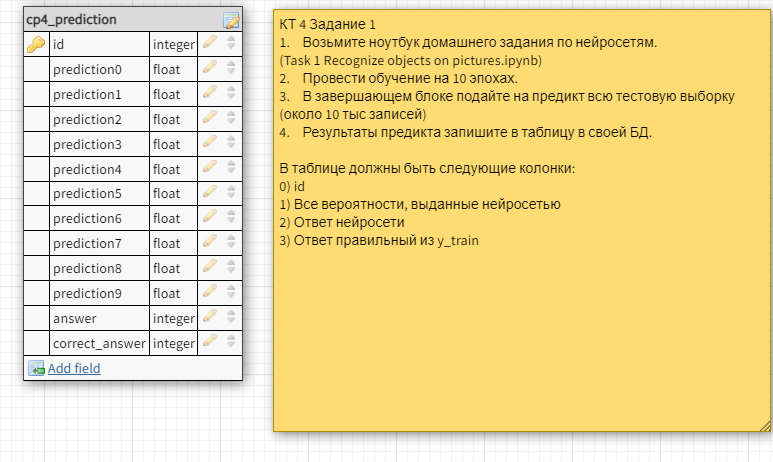 cp4_prediction
id integer
prediction0 float
prediction1 float
prediction2 float
prediction3 float
prediction4 float
prediction5 float
prediction6 float
prediction7 float
prediction8 float
prediction9 float
answer integer
correct_answer integer
Add field
КТ 4 Задание 1
1. Возьмите ноутбук домашнего задания по нейросетям.
(Task 1 Recognize objects on pictures.ipynb)
2. Провести обучение на 10 эпохах.
3. В завершающем блоке подайте на предикт всю тестовую выборку
(около 10 тыс записей)
4. Результаты предикта запишите в таблицу в своей БД.
В таблице должны быть следующие колонки:
0) id
1) Все вероятности, выданные нейросетью
2) Ответ нейросети
3) Ответ правильный из y_train